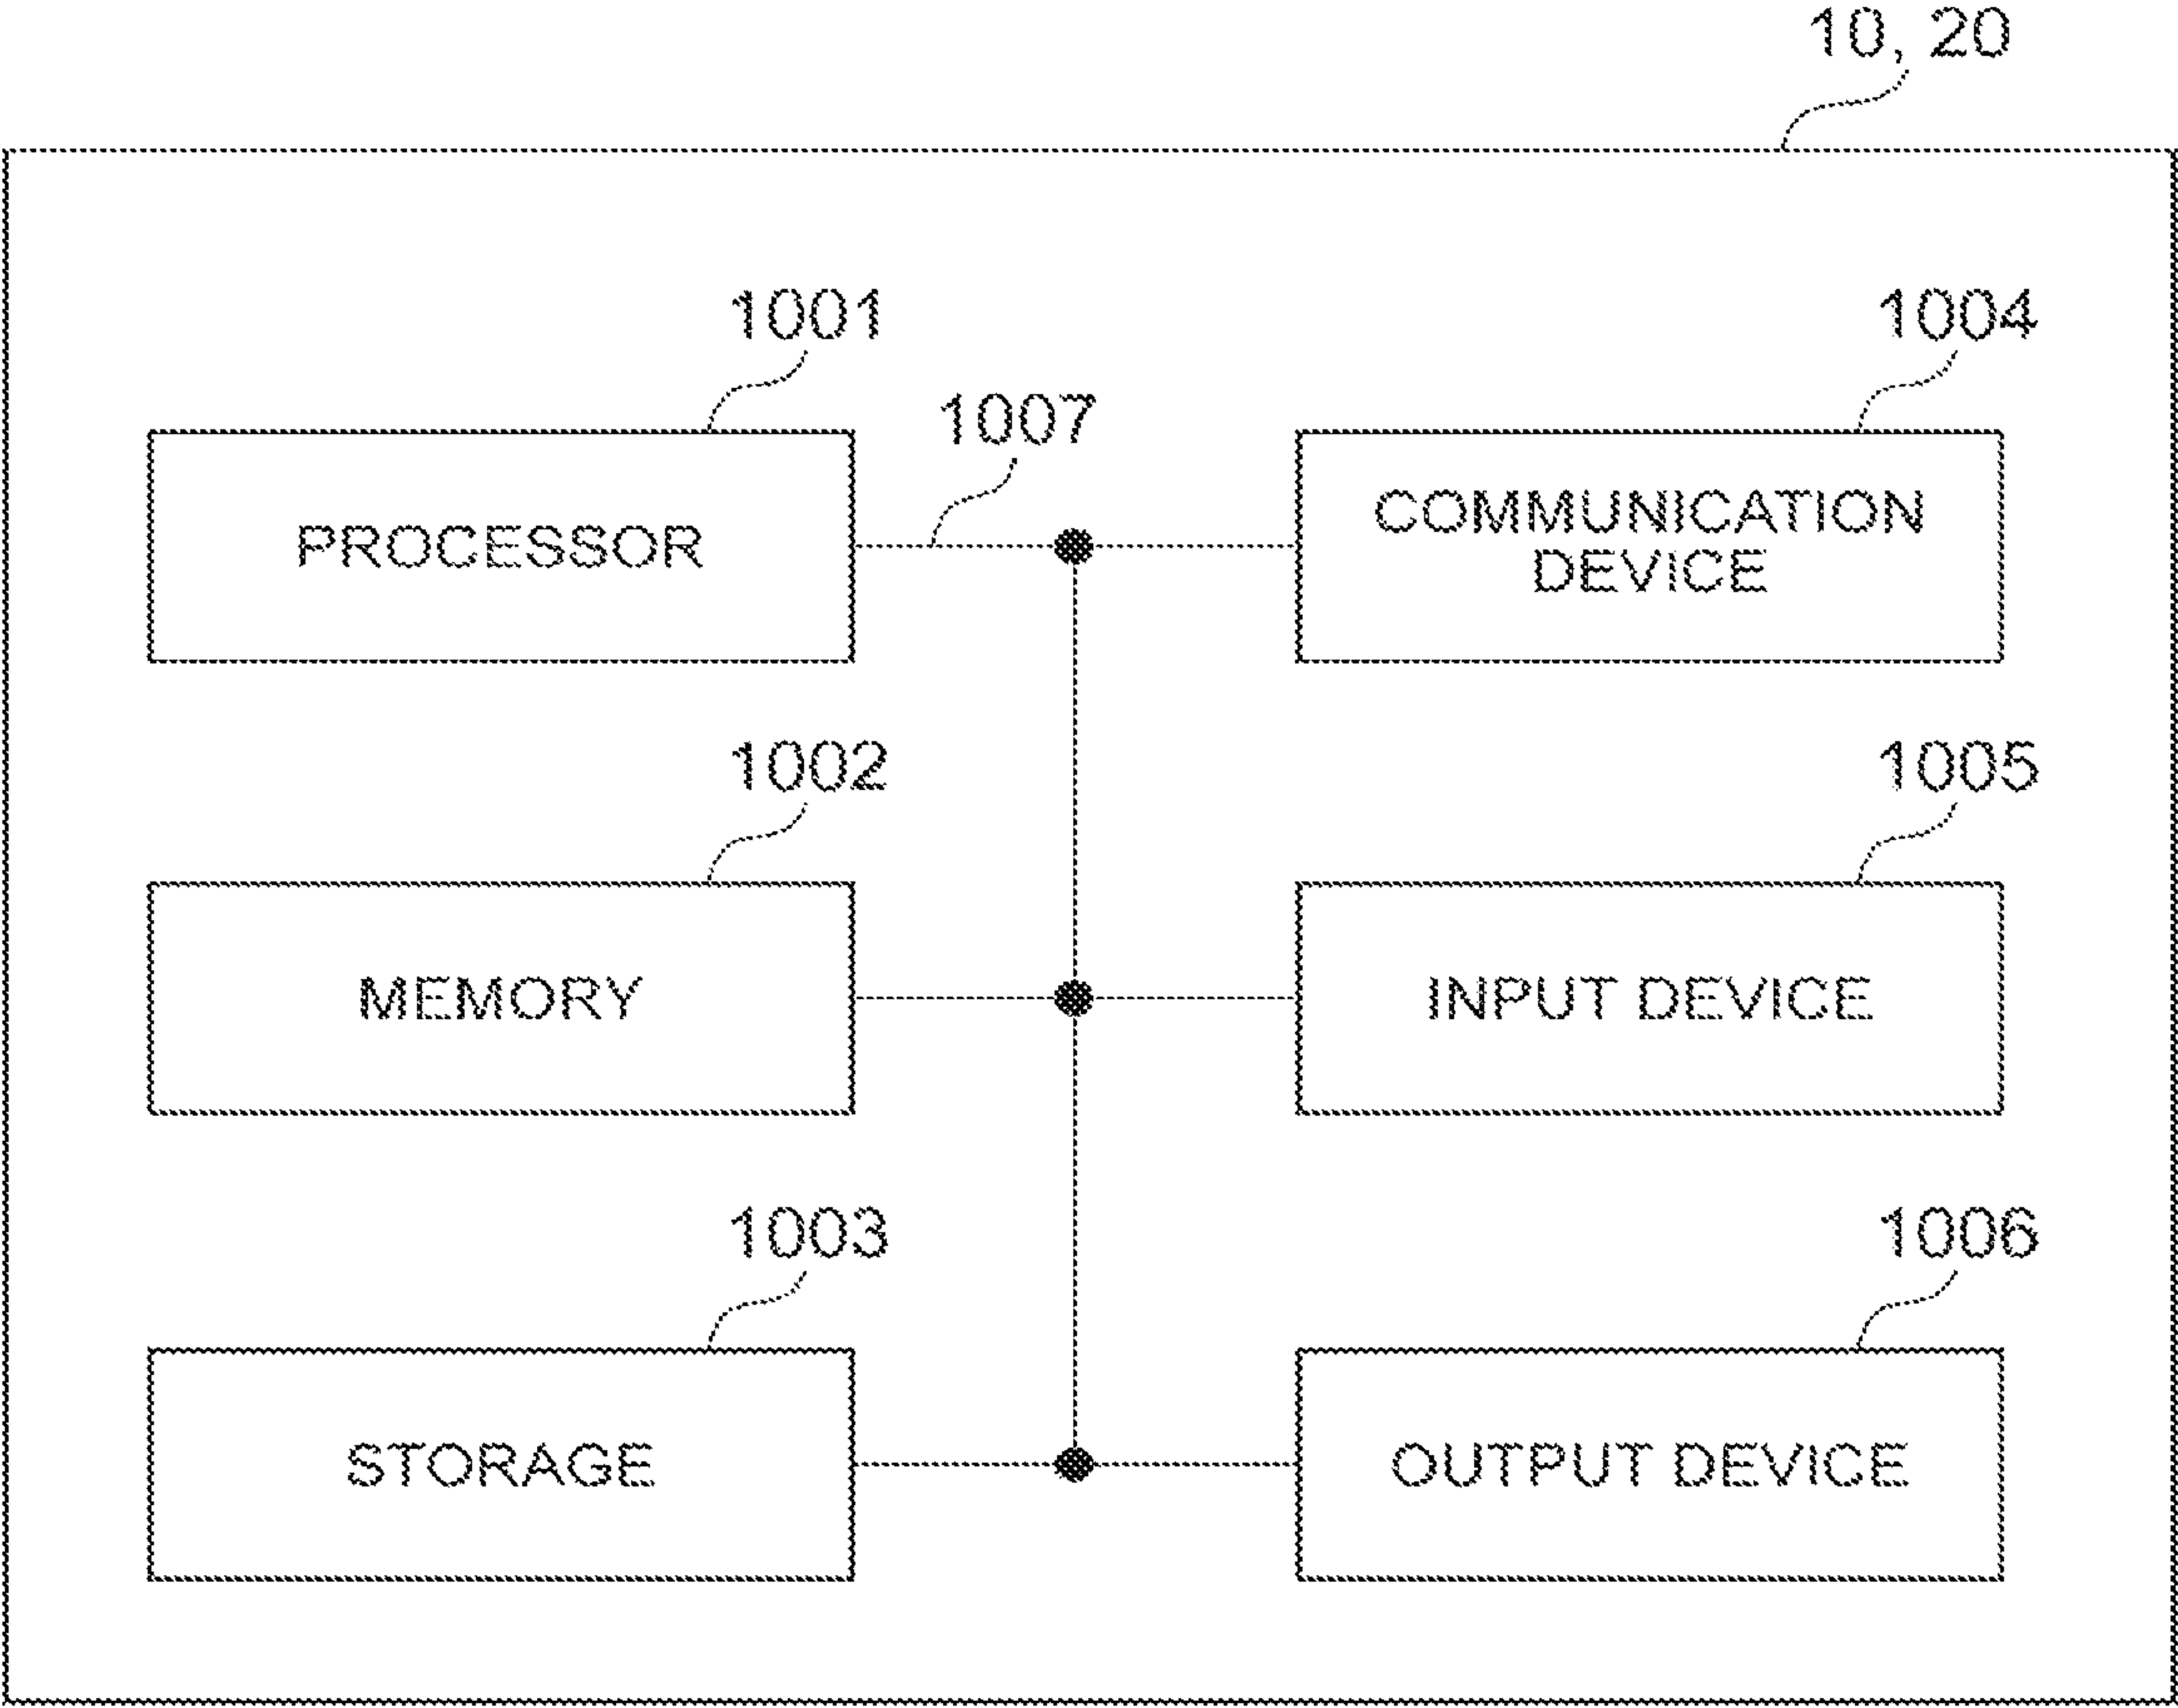 10, 20
1001
1004
1007
PROCESSOR
COMMUNICATION
DEVICE
1002
1005
MEMORY
INPUT DEVICE
1003
1006
STORAGE
OUTPUT DEVICE